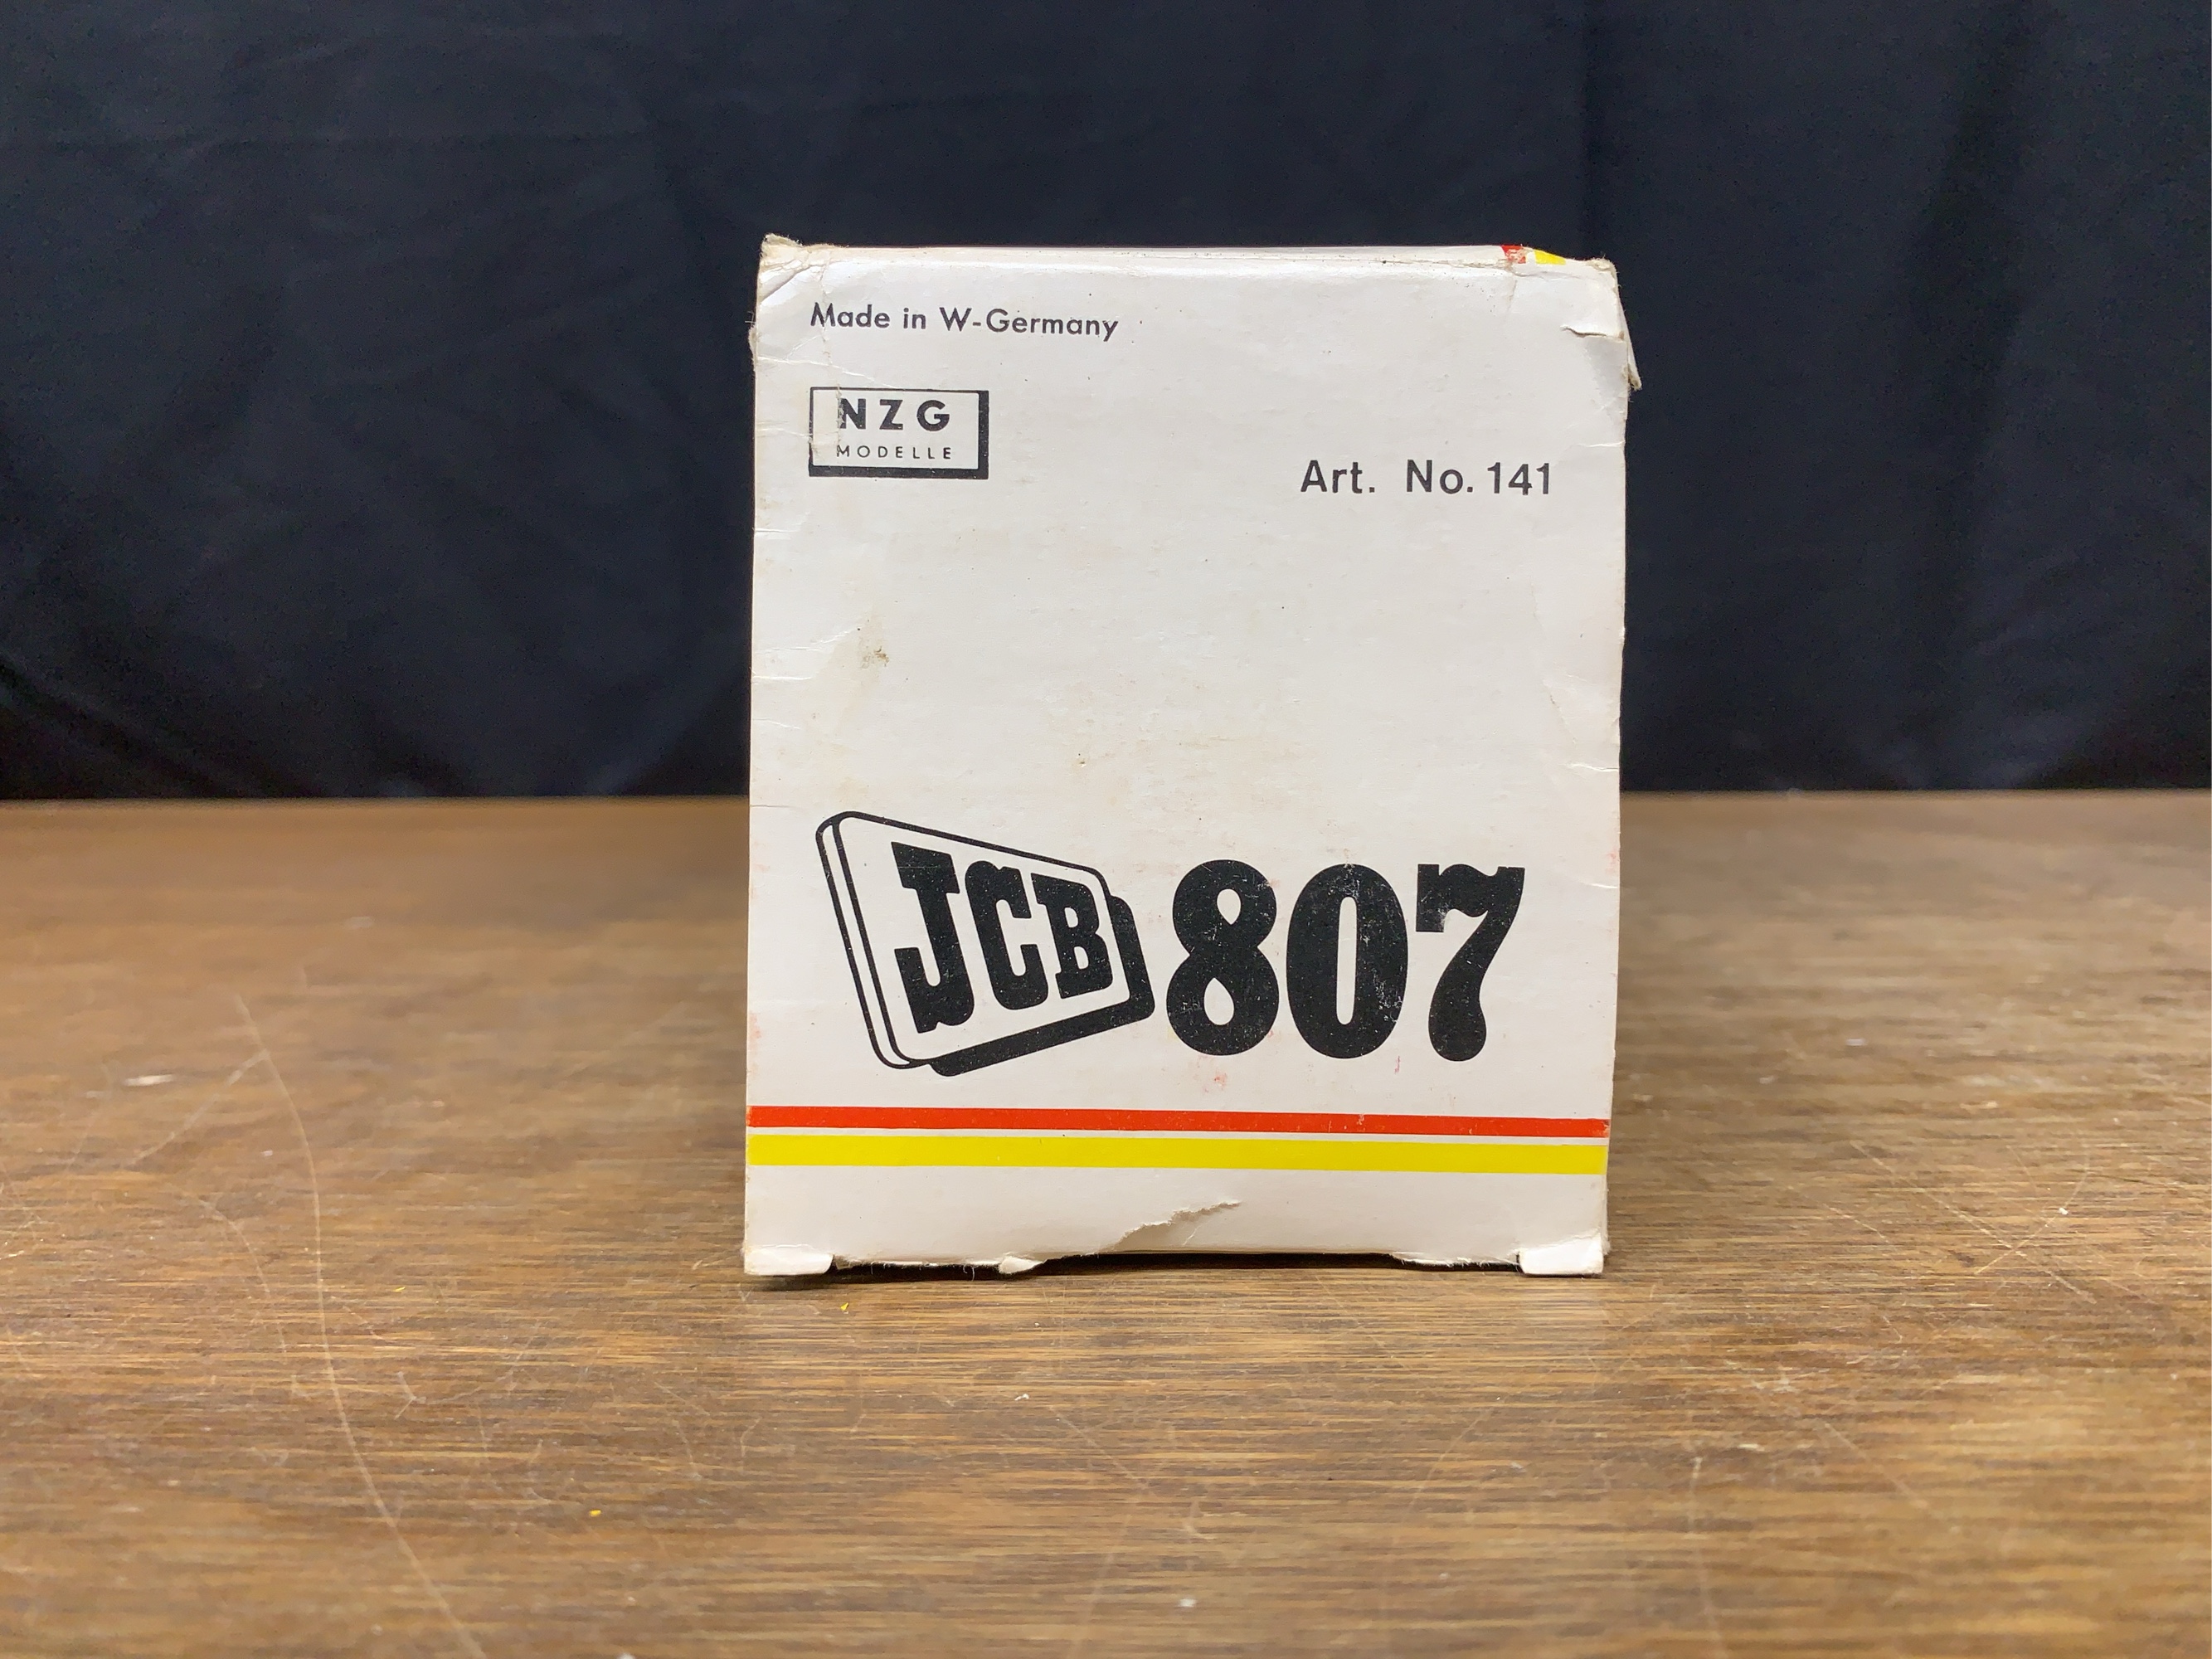 Made in W-Germany
NZG
MODELLE
Art. No. 141
JCB 807